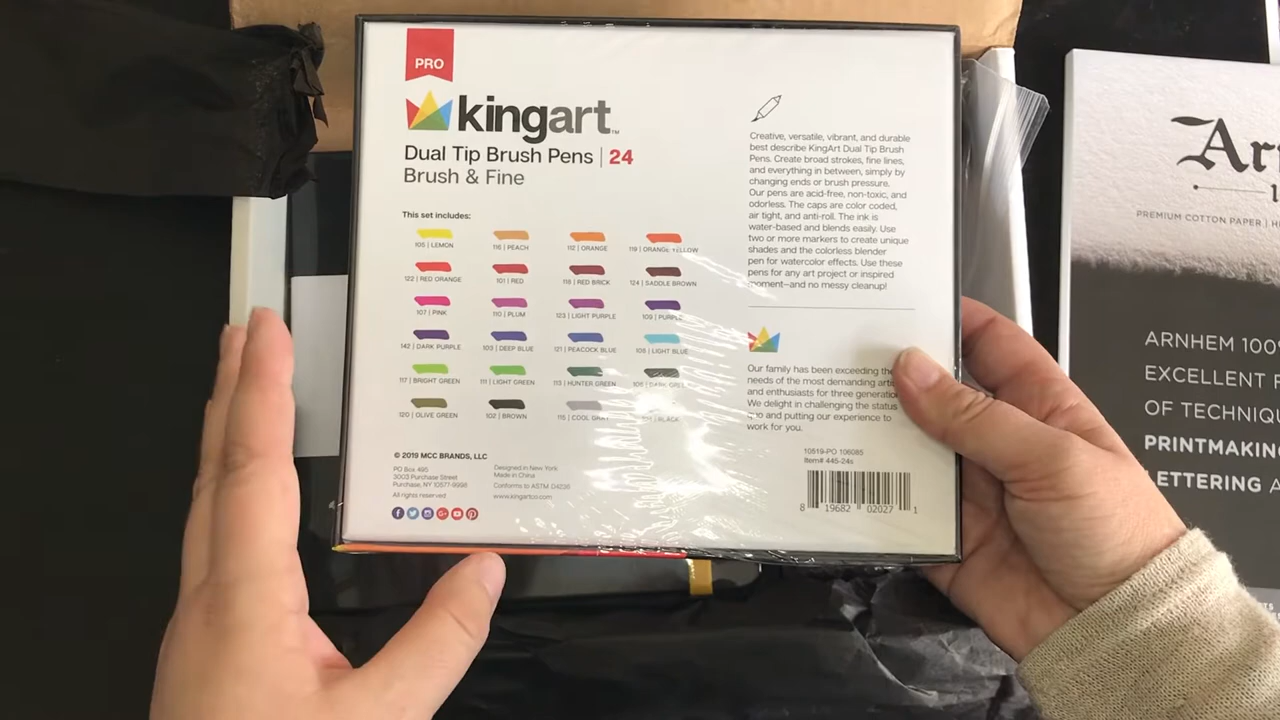 PRO
kingart™
Dual Tip Brush Pens | 24
Brush & Fine
This set includes:
105 | LEMON
116 | PEACH
112 | ORANGE
119 | ORANGE YELLOW
122 | RED ORANGE
101 | RED
118 | RED BRICK
124 | SADDLE BROWN
107 | PINK
110 | PLUM
123 | LIGHT PURPLE
109 | PURPLE
142 | DARK PURPLE
103 | DEEP BLUE
121 | PEACOCK BLUE
108 | LIGHT BLUE
117 | BRIGHT GREEN
111 | LIGHT GREEN
113 | HUNTER GREEN
106 | DARK
120 | OLIVE GREEN
102 | BROWN
115 | COOL GRAY
BLACK
© 2019 MCC BRANDS, LLC
PO Box 495
3003 Purchase Street
Purchase, NY 10577-9998
All rights reserved
Designed in New York
Made in China
Conforms to ASTM D4236
www.kingartco.com
Creative, versatile, vibrant, and durable
best describe KingArt Dual Tip Brush
Pens. Create broad strokes, fine lines,
and everything in between, simply by
changing ends or brush pressure.
Our pens are acid-free, non-toxic, and
odorless. The caps are color coded,
air tight, and anti-roll. The ink is
water-based and blends easily. Use
two or more markers to create unique
shades and the colorless blender
pen for watercolor effects. Use these
pens for any art project or inspired
moment—and no messy cleanup!
Our family has been exceeding the
needs of the most demanding
and enthusiasts for three
We delight in challenging the status
quo and putting our experience to
work for you.
10519-PO 106085
Item# 445-24s
8 19682 02027 1
PREMIUM COTTON PAPER |
ARNHEM
EXCELLENT
OF
PRINTMAKING
LETTERING